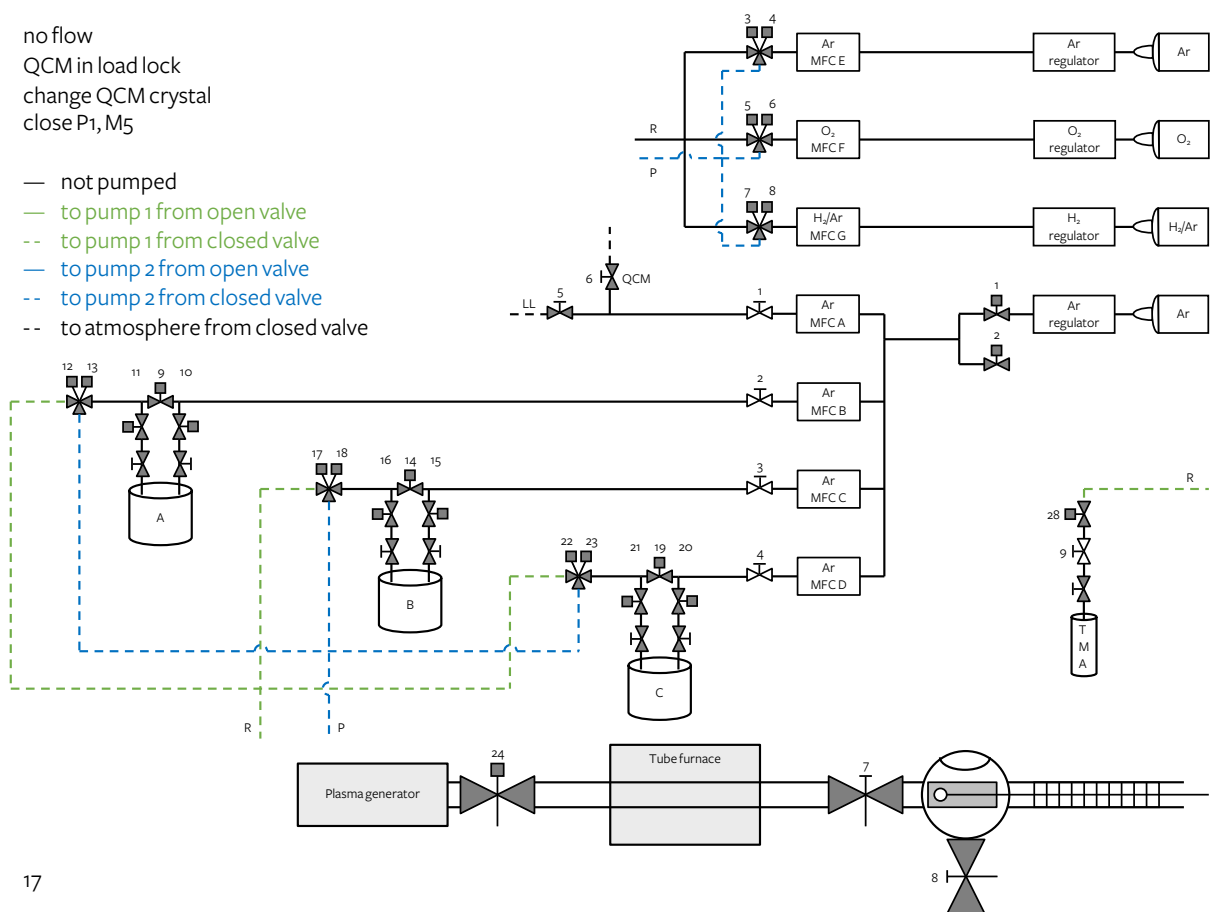 no flow
QCM in load lock
change QCM crystal
close P1, M5
— not pumped
— to pump 1 from open valve
-- to pump 1 from closed valve
— to pump 2 from open valve
-- to pump 2 from closed valve
-- to atmosphere from closed valve
3 4
Ar
MFC E
Ar
regulator
Ar
5 6
R
O₂
MFC F
O₂
regulator
O₂
P
7 8
H₂/Ar
MFC G
H₂
regulator
H₂/Ar
6 QCM
LL 5
1
Ar
MFC A
1
Ar
regulator
Ar
2
12 13 11 9 10
2
Ar
MFC B
A
17 18 16 14 15
3
Ar
MFC C
B
22 23 21 19 20
4
Ar
MFC D
C
R
28
9
T
M
A
R P
24
Plasma generator
Tube furnace
7
8
17